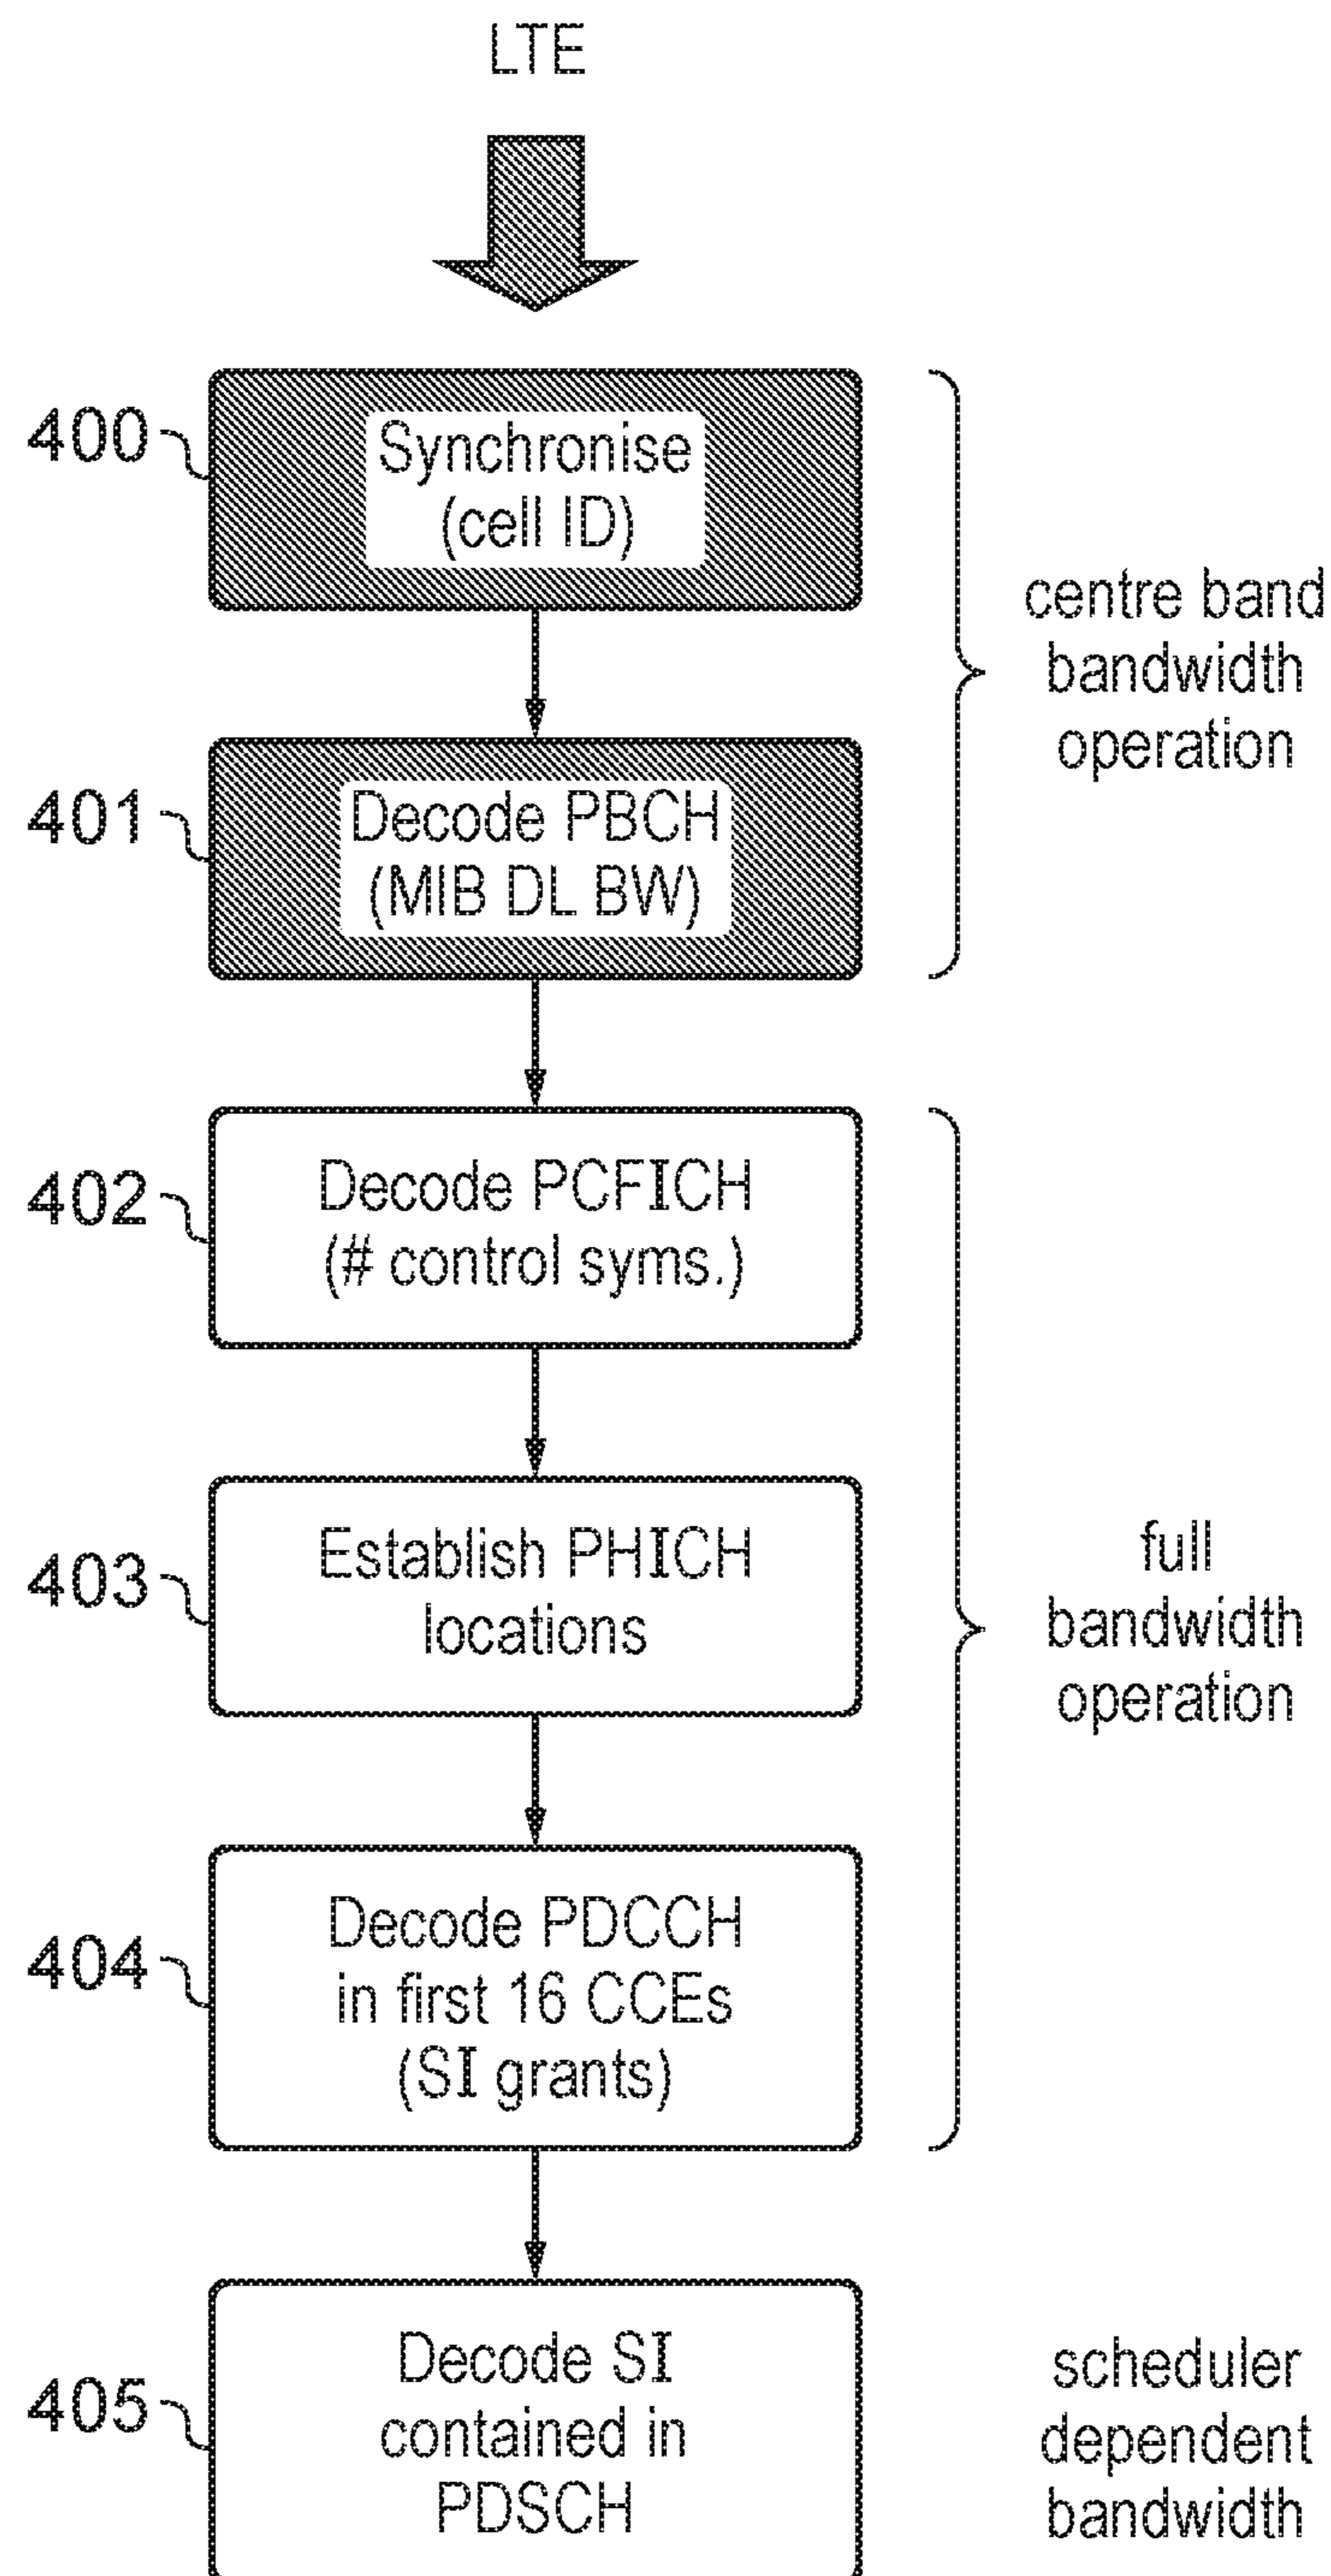 LTE
400
Synchronise
(cell ID)
401
Decode PBCH
(MIB DL BW)
centre band
bandwidth
operation
402
Decode PCFICH
(# control syms.)
403
Establish PHICH
locations
404
Decode PDCCH
in first 16 CCEs
(SI grants)
full
bandwidth
operation
405
Decode SI
contained in
PDSCH
scheduler
dependent
bandwidth